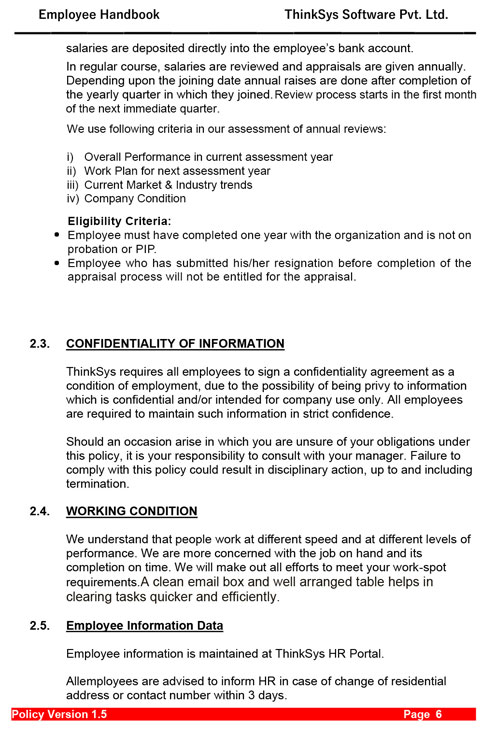 Employee Handbook ThinkSys Software Pvt. Ltd.
salaries are deposited directly into the employee's bank account.
In regular course, salaries are reviewed and appraisals are given annually.
Depending upon the joining date annual raises are done after completion of
the yearly quarter in which they joined.Review process starts in the first month
of the next immediate quarter.
We use following criteria in our assessment of annual reviews:
i) Overall Performance in current assessment year
ii) Work Plan for next assessment year
iii) Current Market & Industry trends
iv) Company Condition
Eligibility Criteria:
• Employee must have completed one year with the organization and is not on
probation or PIP.
• Employee who has submitted his/her resignation before completion of the
appraisal process will not be entitled for the appraisal.
2.3. CONFIDENTIALITY OF INFORMATION
ThinkSys requires all employees to sign a confidentiality agreement as a
condition of employment, due to the possibility of being privy to information
which is confidential and/or intended for company use only. All employees
are required to maintain such information in strict confidence.
Should an occasion arise in which you are unsure of your obligations under
this policy, it is your responsibility to consult with your manager. Failure to
comply with this policy could result in disciplinary action, up to and including
termination.
2.4. WORKING CONDITION
We understand that people work at different speed and at different levels of
performance. We are more concerned with the job on hand and its
completion on time. We will make out all efforts to meet your work-spot
requirements.A clean email box and well arranged table helps in
clearing tasks quicker and efficiently.
2.5. Employee Information Data
Employee information is maintained at ThinkSys HR Portal.
Allemployees are advised to inform HR in case of change of residential
address or contact number within 3 days.
Policy Version 1.5 Page 6